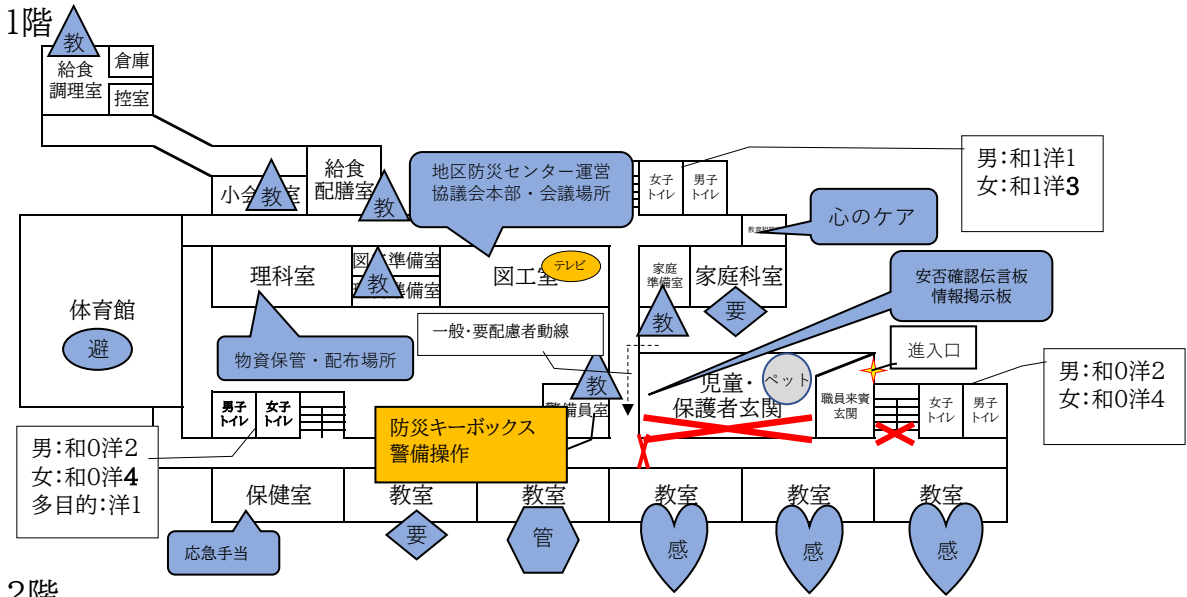 1階
教
給食
調理室
倉庫
控室
給食
配膳室
教
教
地区防災センター運営
協議会本部・会議場所
女子
トイレ
男子
トイレ
男:和1洋1
女:和1洋3
心のケア
理科室
教
図工室
テレビ
家庭
準備室
家庭科室
教
要
安否確認伝言板
情報掲示板
体育館
避
物資保管・配布場所
一般・要配慮者動線
進入口
児童・
保護者玄関
ペット
職員来賓
玄関
男子
トイレ
女子
トイレ
教
警備員室
防災キーボックス
警備操作
女子
トイレ
男子
トイレ
男:和0洋2
女:和0洋4
男:和0洋2
女:和0洋4
多目的:洋1
保健室
教室
教室
教室
教室
教室
応急手当
要
管
感
感
感
2階